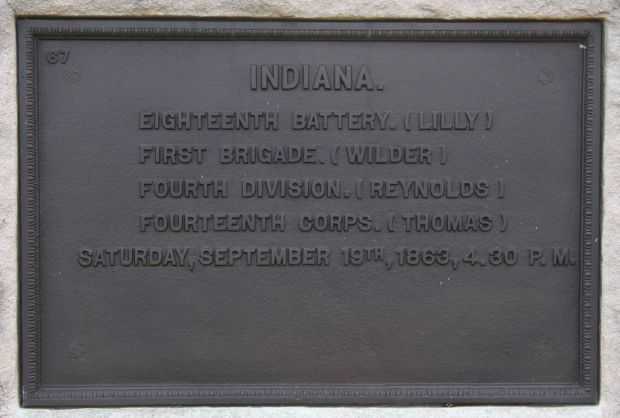 67
INDIANA.
EIGHTEENTH BATTERY. (LILLY)
FIRST BRIGADE. (WILDER)
FOURTH DIVISION. (REYNOLDS)
FOURTEENTH CORPS. (THOMAS)
SATURDAY, SEPTEMBER 19TH, 1863, 4.30 P.M.